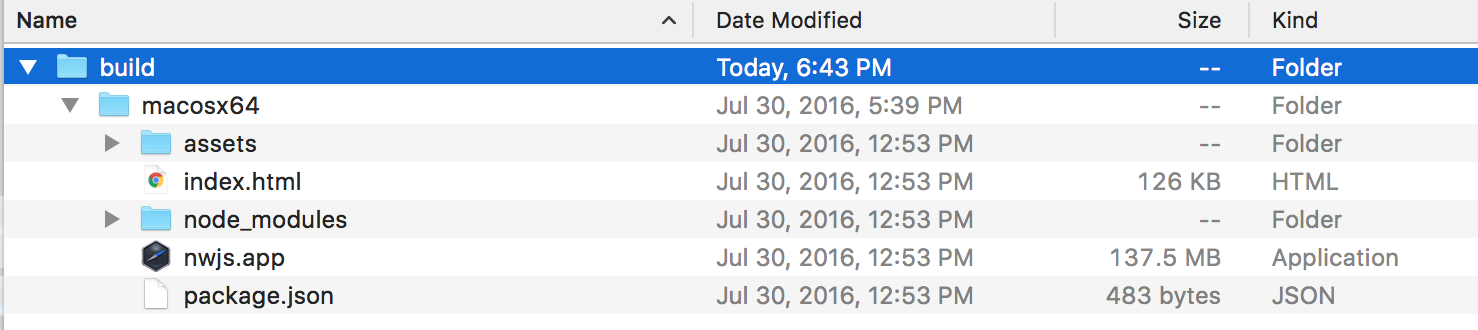 Name Date Modified Size Kind
build Today, 6:43 PM -- Folder
macosx64 Jul 30, 2016, 5:39 PM -- Folder
assets Jul 30, 2016, 12:53 PM -- Folder
index.html Jul 30, 2016, 12:53 PM 126 KB HTML
node_modules Jul 30, 2016, 12:53 PM -- Folder
nwjs.app Jul 30, 2016, 12:53 PM 137.5 MB Application
package.json Jul 30, 2016, 12:53 PM 483 bytes JSON